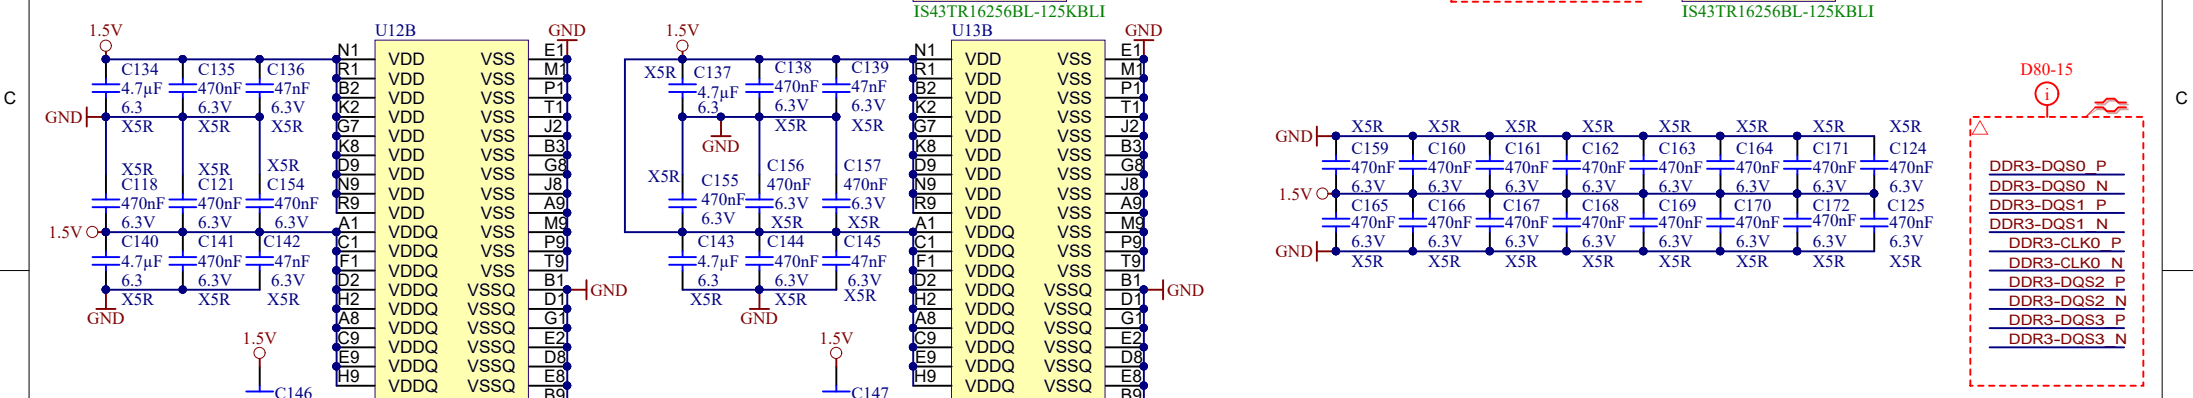 IS43TR16256BL-125KBLI
IS43TR16256BL-125KBLI
C
C
1.5V
U12B
GND
C134
4.7µF
6.3
X5R
C135
470nF
6.3V
X5R
C136
47nF
6.3V
X5R
GND
X5R
C118
470nF
6.3V
X5R
C121
470nF
6.3V
X5R
C154
470nF
6.3V
1.5V
C140
4.7µF
6.3
X5R
C141
470nF
6.3V
X5R
C142
47nF
6.3V
X5R
GND
1.5V
C146
N1 VDD VSS E1
R1 VDD VSS M1
B2 VDD VSS P1
K2 VDD VSS T1
G7 VDD VSS J2
K8 VDD VSS B3
D9 VDD VSS G8
N9 VDD VSS J8
R9 VDD VSS A9
A1 VDDQ VSS M9
C1 VDDQ VSS P9
F1 VDDQ VSS T9
D2 VDDQ VSSQ B1 GND
H2 VDDQ VSSQ D1
A8 VDDQ VSSQ G1
C9 VDDQ VSSQ E2
E9 VDDQ VSSQ D8
H9 VDDQ VSSQ E8
B9
1.5V
U13B
GND
X5R
C137
4.7µF
6.3
C138
470nF
6.3V
X5R
C139
47nF
6.3V
X5R
GND
X5R
C155
470nF
6.3V
C156
470nF
6.3V
X5R
C157
470nF
6.3V
X5R
C143
4.7µF
6.3
X5R
C144
470nF
6.3V
X5R
C145
47nF
6.3V
X5R
GND
1.5V
C147
N1 VDD VSS E1
R1 VDD VSS M1
B2 VDD VSS P1
K2 VDD VSS T1
G7 VDD VSS J2
K8 VDD VSS B3
D9 VDD VSS G8
N9 VDD VSS J8
R9 VDD VSS A9
A1 VDDQ VSS M9
C1 VDDQ VSS P9
F1 VDDQ VSS T9
D2 VDDQ VSSQ B1 GND
H2 VDDQ VSSQ D1
A8 VDDQ VSSQ G1
C9 VDDQ VSSQ E2
E9 VDDQ VSSQ D8
H9 VDDQ VSSQ E8
B9
GND X5R X5R X5R X5R X5R X5R X5R X5R
C159 C160 C161 C162 C163 C164 C171 C124
470nF 470nF 470nF 470nF 470nF 470nF 470nF 470nF
1.5V 6.3V 6.3V 6.3V 6.3V 6.3V 6.3V 6.3V 6.3V
C165 C166 C167 C168 C169 C170 C172 C125
470nF 470nF 470nF 470nF 470nF 470nF 470nF 470nF
6.3V 6.3V 6.3V 6.3V 6.3V 6.3V 6.3V 6.3V
GND X5R X5R X5R X5R X5R X5R X5R X5R
D80-15
i
DDR3-DQS0_P
DDR3-DQS0_N
DDR3-DQS1_P
DDR3-DQS1_N
DDR3-CLK0_P
DDR3-CLK0_N
DDR3-DQS2_P
DDR3-DQS2_N
DDR3-DQS3_P
DDR3-DQS3_N